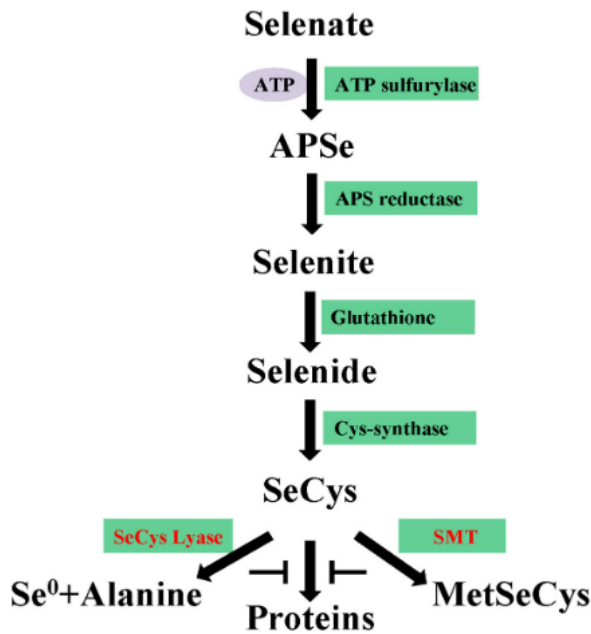 Selenate
ATP ATP sulfurylase
APSe
APS reductase
Selenite
Glutathione
Selenide
Cys-synthase
SeCys
SeCys Lyase SMT
Se⁰+Alanine Proteins MetSeCys